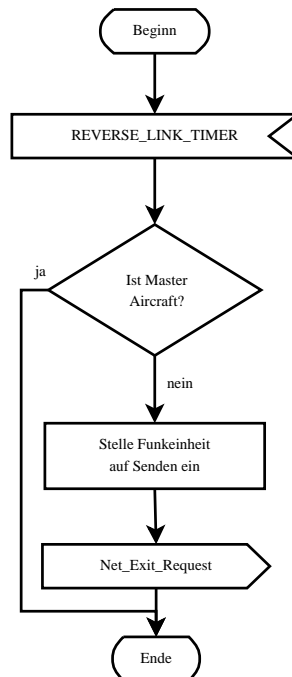 Beginn
REVERSE_LINK_TIMER
Ist Master
Aircraft?
ja
nein
Stelle Funkeinheit
auf Senden ein
Net_Exit_Request
Ende